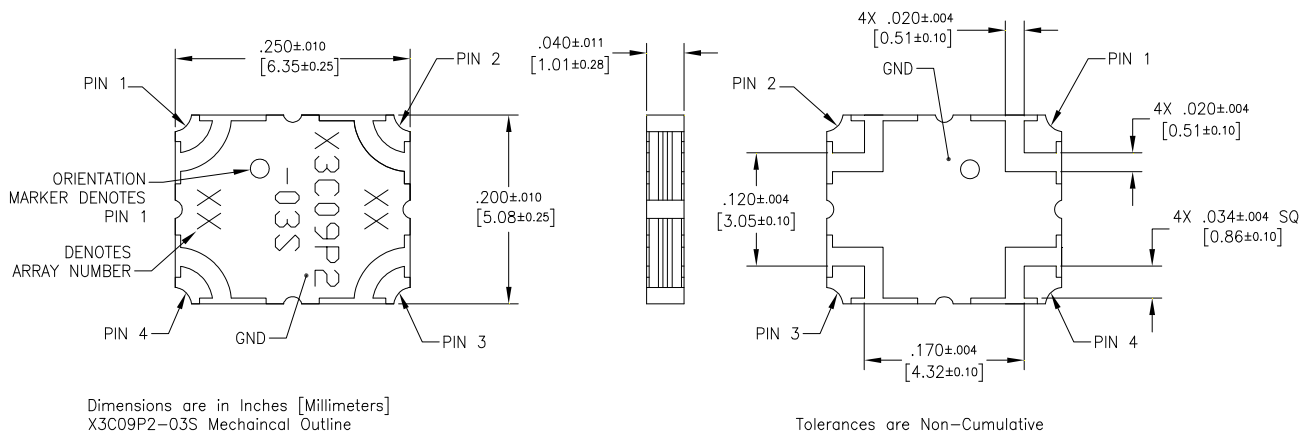 .250±.010
[6.35±0.25]
PIN 1
PIN 2
ORIENTATION
MARKER DENOTES
PIN 1
X3C09P2
-03S
XX
XX
DENOTES
ARRAY NUMBER
.200±.010
[5.08±0.25]
PIN 4
GND
PIN 3
.040±.011
[1.01±0.28]
4X .020±.004
[0.51±0.10]
GND
PIN 1
PIN 2
4X .020±.004
[0.51±0.10]
.120±.004
[3.05±0.10]
4X .034±.004 SQ
[0.86±0.10]
PIN 3
PIN 4
.170±.004
[4.32±0.10]
Dimensions are in Inches [Millimeters]
X3C09P2-03S Mechaincal Outline
Tolerances are Non-Cumulative